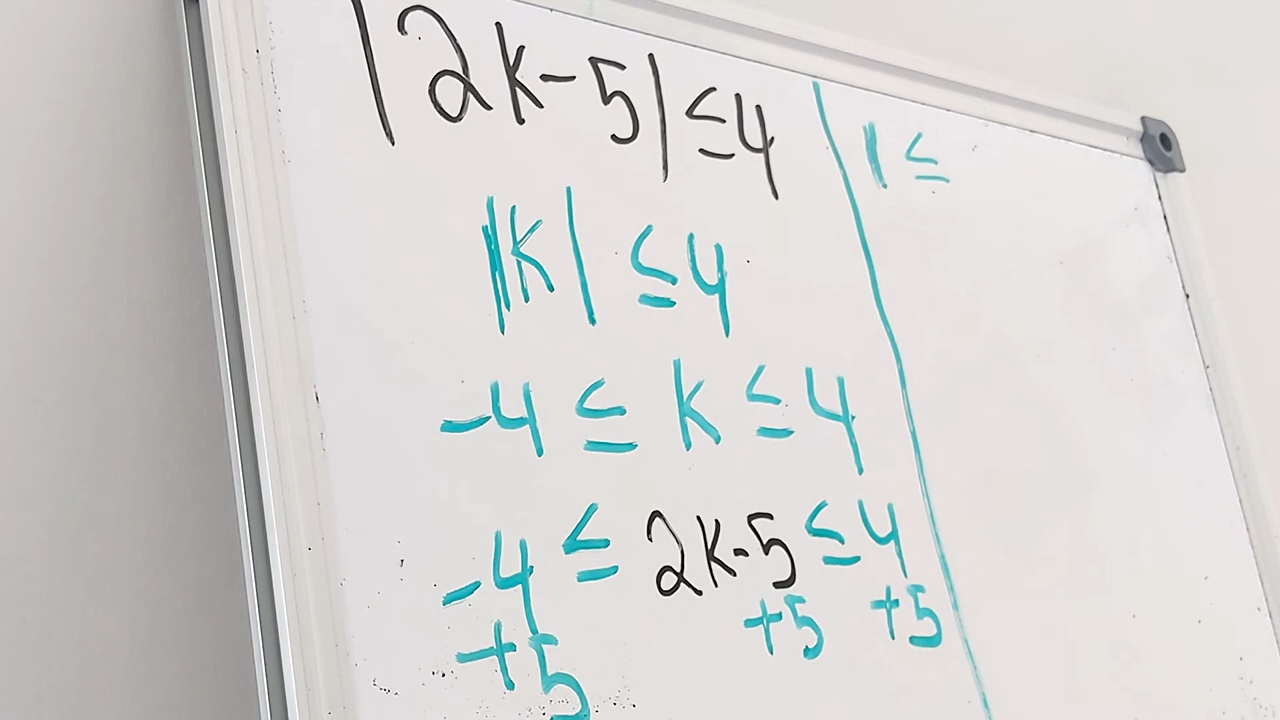 |2k-5|≤4
|k| ≤4
-4 ≤ k ≤ 4
-4 ≤ 2k-5 ≤ 4
+5 +5 +5
1 ≤